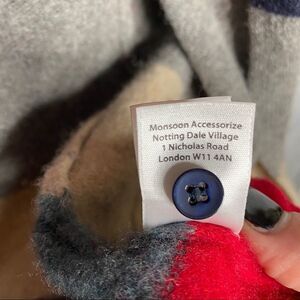 Monsoon Accessorize
Notting Dale Village
1 Nicholas Road
London W11 4AN